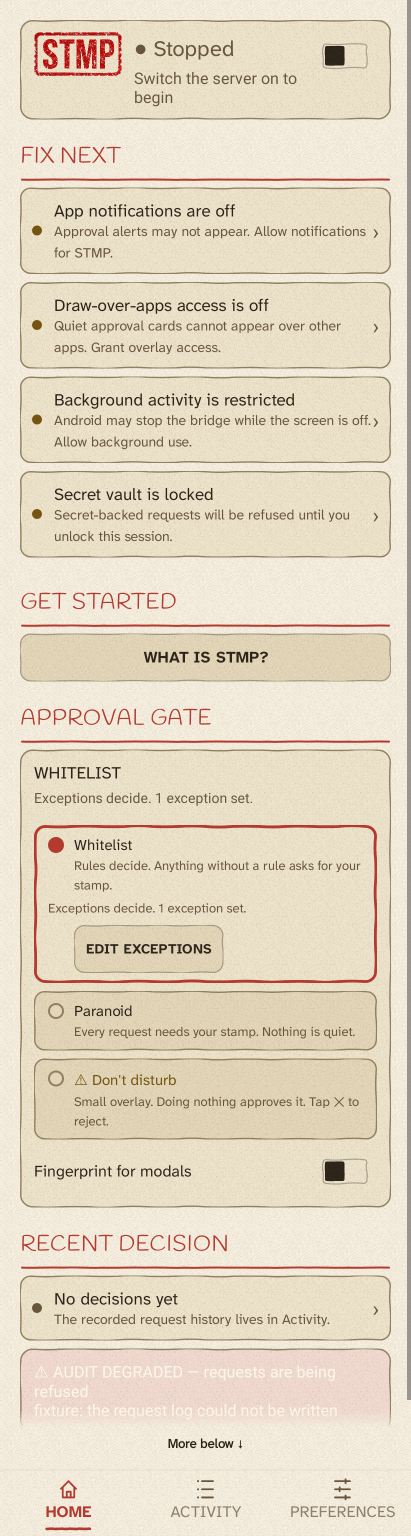 STMP
● Stopped
Switch the server on to
begin
FIX NEXT
App notifications are off
Approval alerts may not appear. Allow notifications
for STMP.
Draw-over-apps access is off
Quiet approval cards cannot appear over other
apps. Grant overlay access.
Background activity is restricted
Android may stop the bridge while the screen is off.
Allow background use.
Secret vault is locked
Secret-backed requests will be refused until you
unlock this session.
GET STARTED
WHAT IS STMP?
APPROVAL GATE
WHITELIST
Exceptions decide. 1 exception set.
Whitelist
Rules decide. Anything without a rule asks for your
stamp.
Exceptions decide. 1 exception set.
EDIT EXCEPTIONS
Paranoid
Every request needs your stamp. Nothing is quiet.
⚠ Don't disturb
Small overlay. Doing nothing approves it. Tap ✕ to
reject.
Fingerprint for modals
RECENT DECISION
No decisions yet
The recorded request history lives in Activity.
⚠ AUDIT DEGRADED — requests are being
refused
fixture: the request log could not be written
More below ↓
HOME
ACTIVITY
PREFERENCES